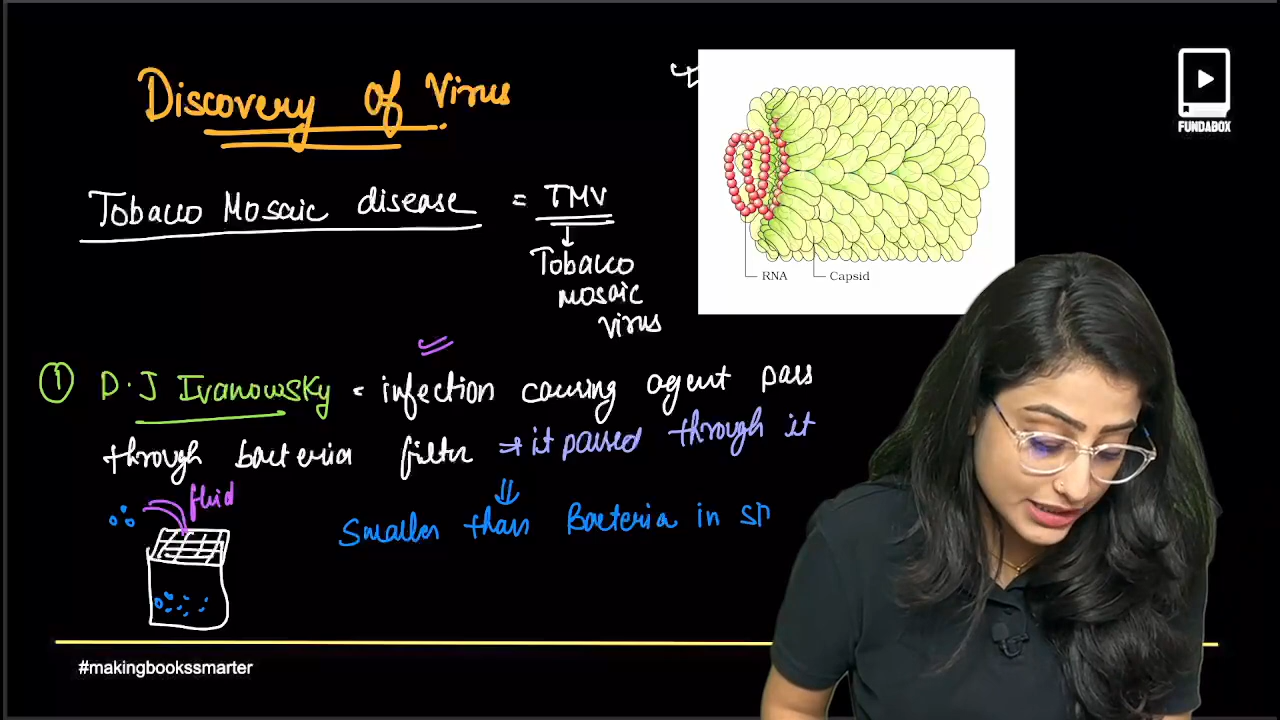 Discovery of Virus
Tobacco Mosaic disease = TMV
Tobacco
mosaic
virus
RNA
Capsid
FUNDABOX
① D.J Ivanowsky = infection causing agent pass
through bacteria filter ⇒ it passed through it
fluid
Smaller than Bacteria in
#makingbookssmarter